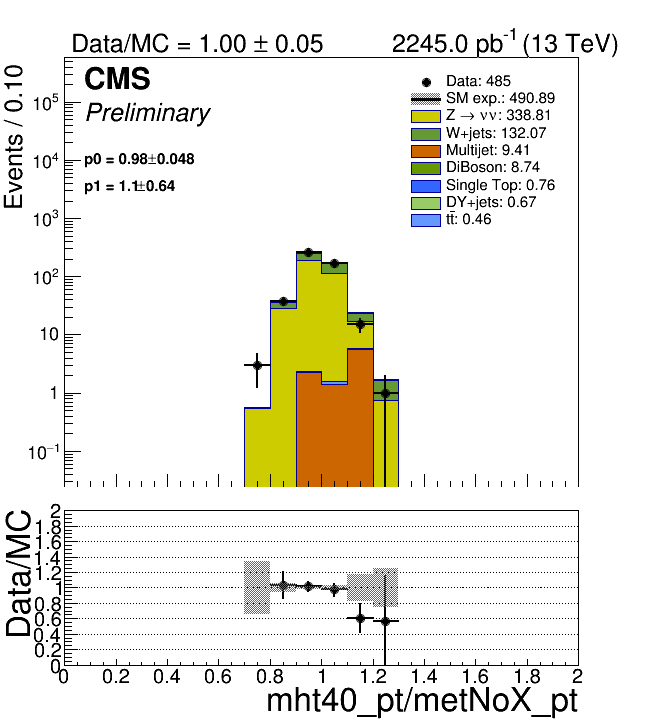 Data/MC = 1.00 ± 0.05 2245.0 pb⁻¹ (13 TeV)
CMS
Preliminary
p0 = 0.98±0.048
p1 = 1.1±0.64
Data: 485
SM exp.: 490.89
Z → νν: 338.81
W+jets: 132.07
Multijet: 9.41
DiBoson: 8.74
Single Top: 0.76
DY+jets: 0.67
tt̄: 0.46
Events / 0.10
10⁵
10⁴
10³
10²
10
1
10⁻¹
Data/MC
2
1.8
1.6
1.4
1.2
1
0.8
0.6
0.4
0.2
0
0 0.2 0.4 0.6 0.8 1 1.2 1.4 1.6 1.8 2
mht40_pt/metNoX_pt